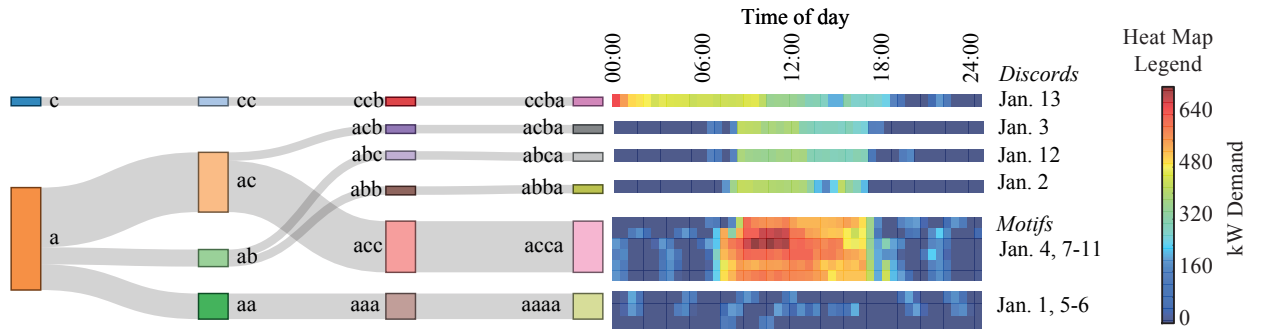 Time of day
00:00 06:00 12:00 18:00 24:00
Heat Map
Legend
Discords
c cc ccb ccba Jan. 13
acb acba Jan. 3
abc abca Jan. 12
abb abba Jan. 2
ac
Motifs
a ab acc acca Jan. 4, 7-11
aa aaa aaaa Jan. 1, 5-6
640
480
320
160
0
kW Demand